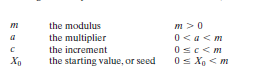 m the modulus m > 0
a the multiplier 0 < a < m
c the increment 0 ≤ c < m
X₀ the starting value, or seed 0 ≤ X₀ < m